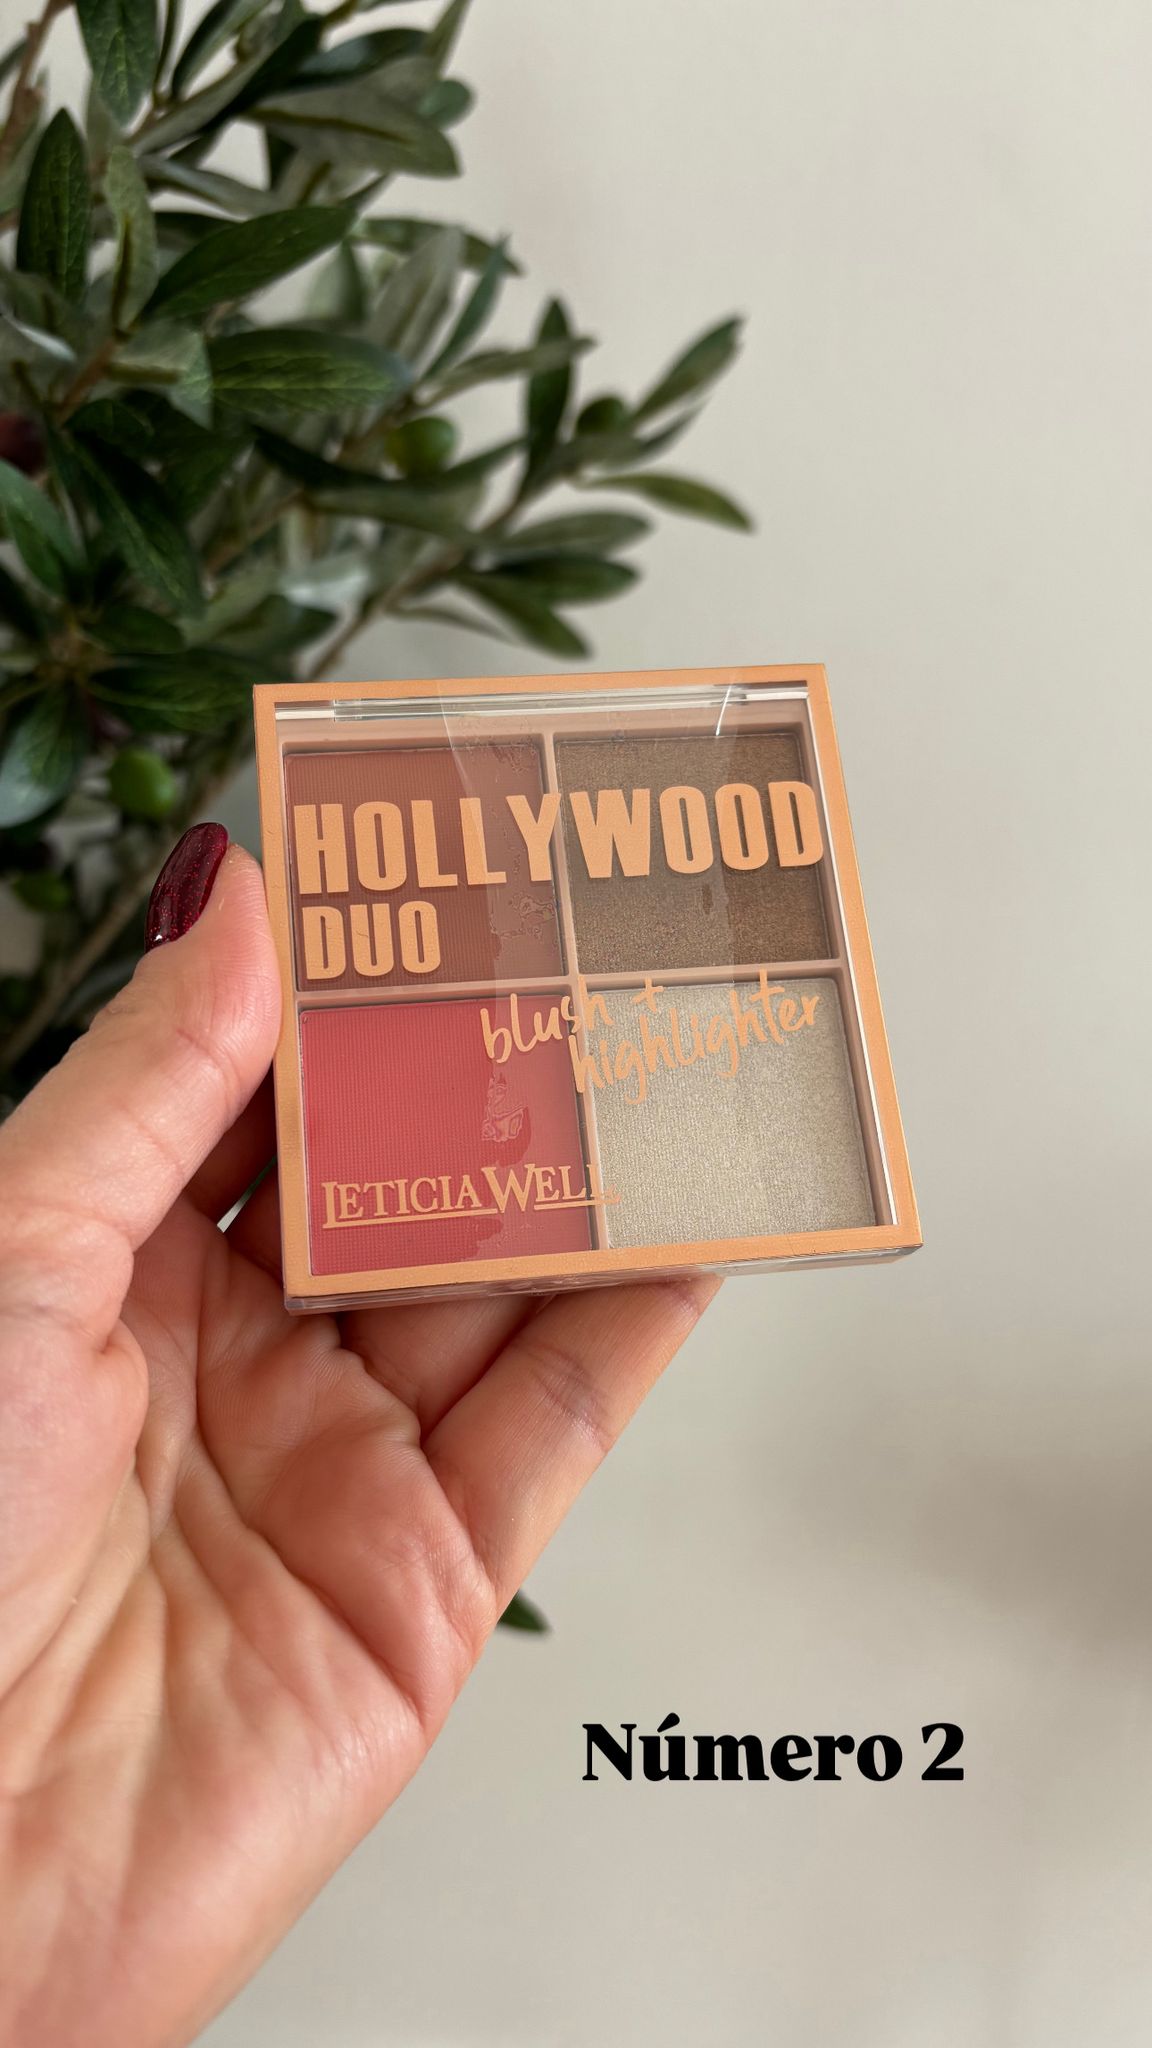 HOLLYWOOD
DUO
blush +
highlighter
LETICIA WELL
Número 2